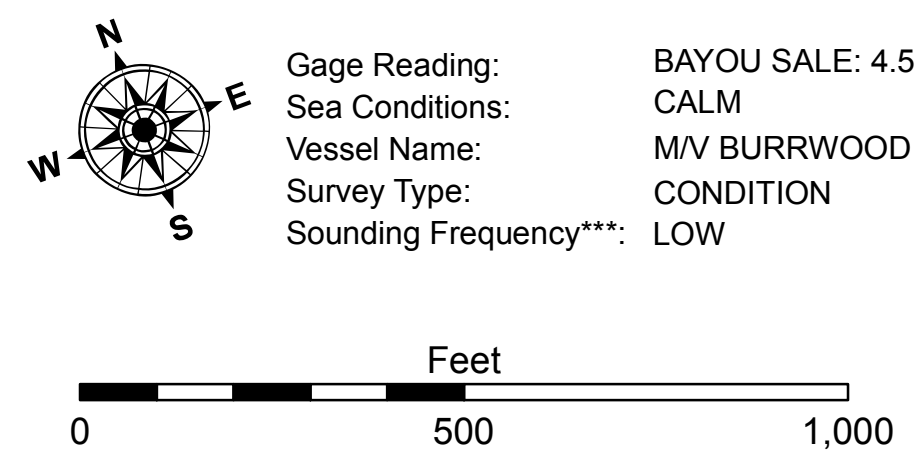 N
E
W
S
Gage Reading: BAYOU SALE: 4.5
Sea Conditions: CALM
Vessel Name: M/V BURRWOOD
Survey Type: CONDITION
Sounding Frequency***: LOW
Feet
0 500 1,000